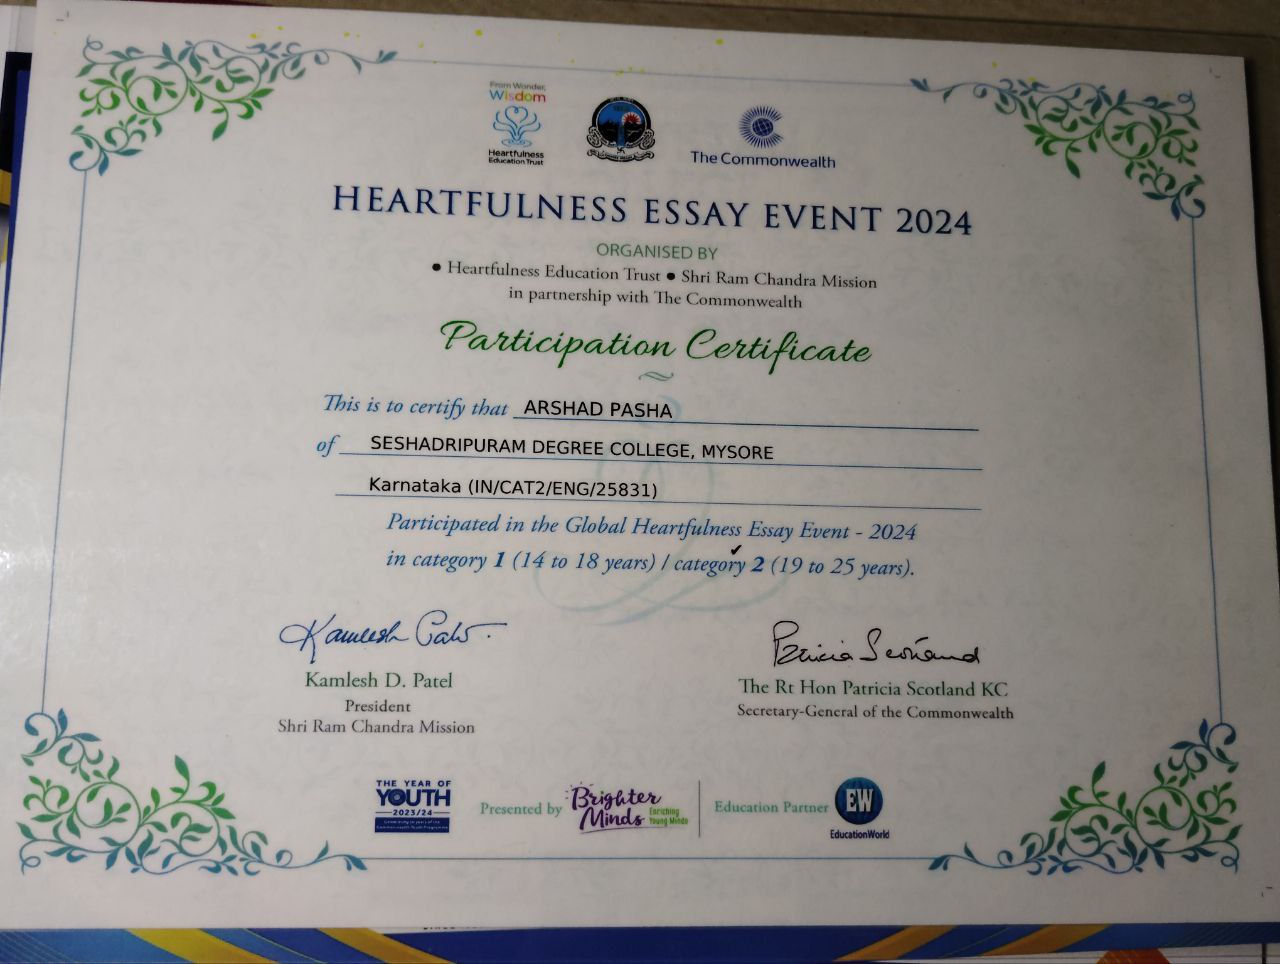 From Wonder,
Wisdom
Heartfulness
Education Trust
The Commonwealth
HEARTFULNESS ESSAY EVENT 2024
ORGANISED BY
● Heartfulness Education Trust ● Shri Ram Chandra Mission
in partnership with The Commonwealth
Participation Certificate
This is to certify that ARSHAD PASHA
of SESHADRIPURAM DEGREE COLLEGE, MYSORE
Karnataka (IN/CAT2/ENG/25831)
Participated in the Global Heartfulness Essay Event - 2024
in category 1 (14 to 18 years) / category 2 (19 to 25 years).
Kamlesh Patel. Patricia Scotland
Kamlesh D. Patel The Rt Hon Patricia Scotland KC
President Secretary-General of the Commonwealth
Shri Ram Chandra Mission
THE YEAR OF
YOUTH
2023/24
Presented by Brighter Minds Enriching Young Minds Education Partner EW
EducationWorld